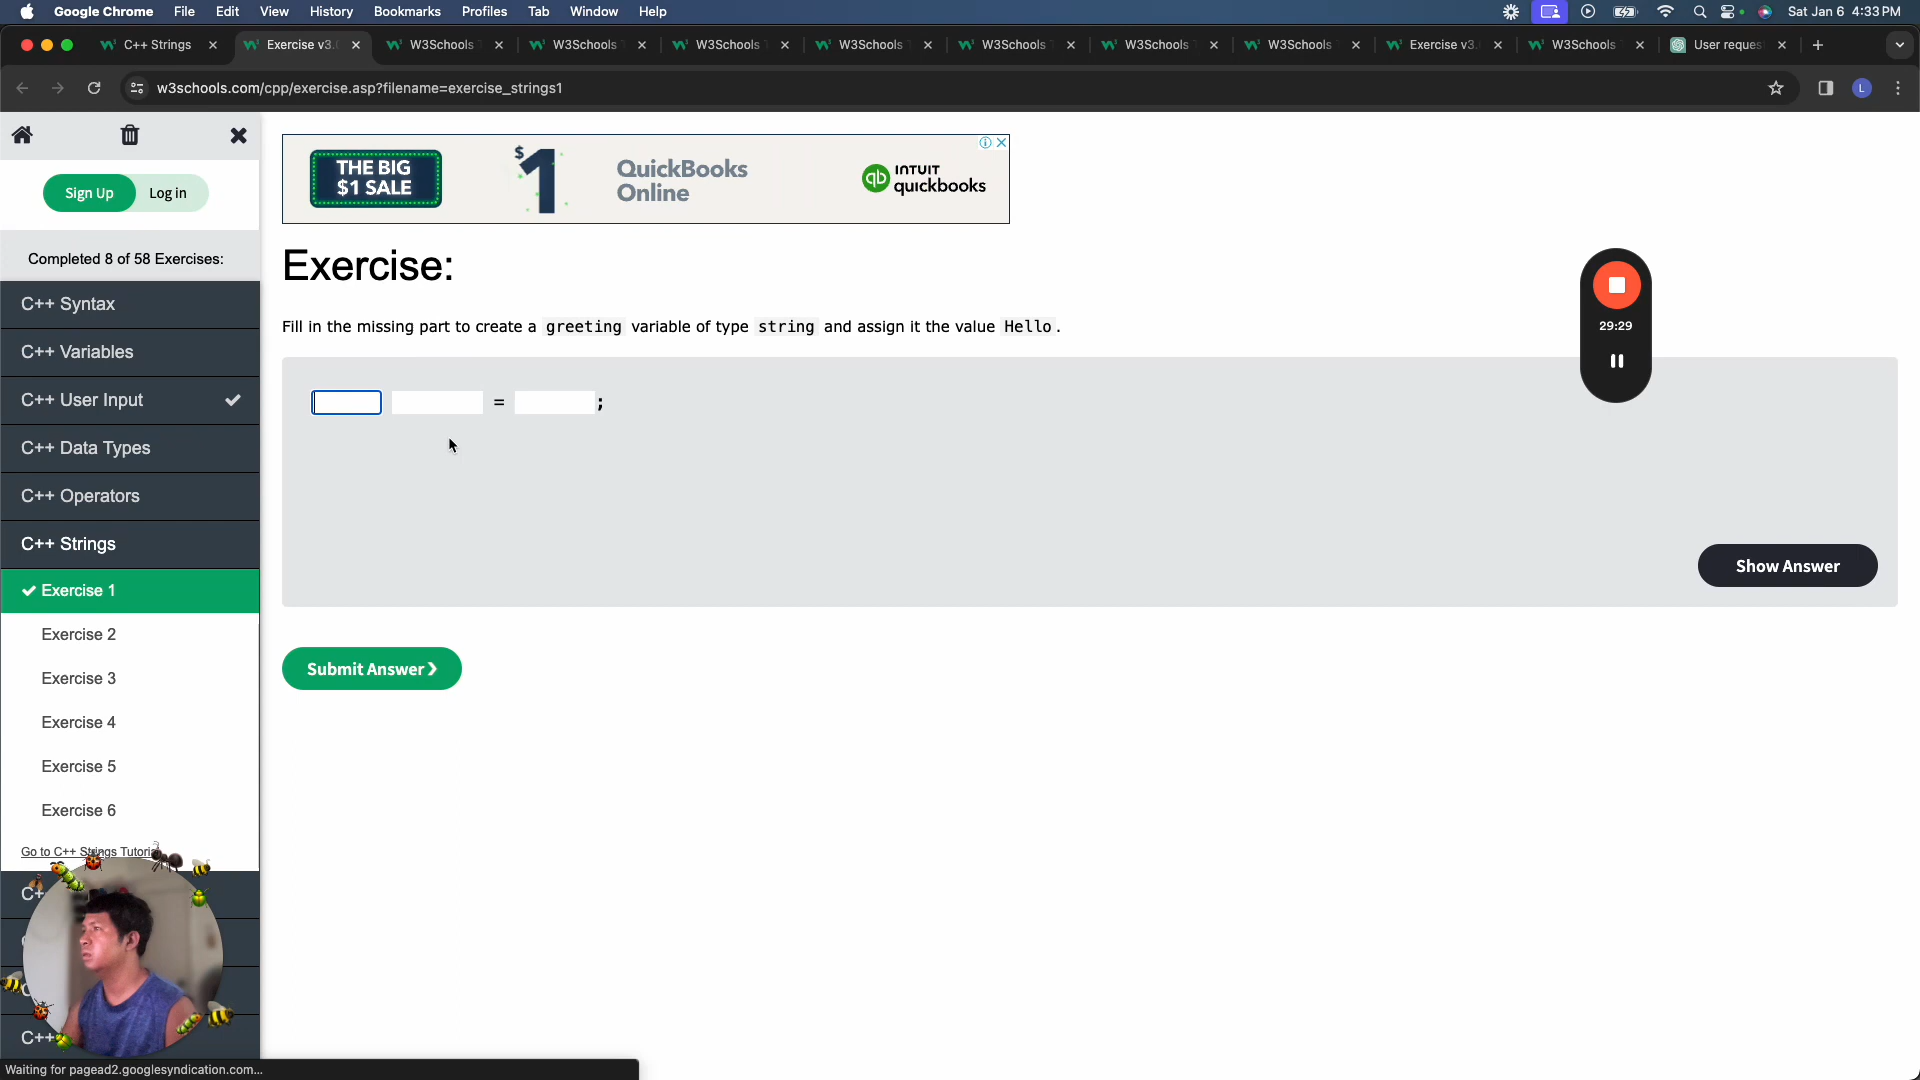 Google Chrome File Edit View History Bookmarks Profiles Tab Window Help
Sat Jan 6 4:33 PM
C++ Strings
Exercise v3.
W3Schools
W3Schools
W3Schools
W3Schools
W3Schools
W3Schools
W3Schools
Exercise v3.
W3Schools
User reques
w3schools.com/cpp/exercise.asp?filename=exercise_strings1
L
Sign Up
Log in
Completed 8 of 58 Exercises:
C++ Syntax
C++ Variables
C++ User Input
C++ Data Types
C++ Operators
C++ Strings
Exercise 1
Exercise 2
Exercise 3
Exercise 4
Exercise 5
Exercise 6
Go to C++ Strings Tutorial
C++
THE BIG
$1 SALE
$1
QuickBooks
Online
qb
INTUIT
quickbooks
Exercise:
Fill in the missing part to create a greeting variable of type string and assign it the value Hello.
= ;
Show Answer
Submit Answer ❯
29:29
Waiting for pagead2.googlesyndication.com...